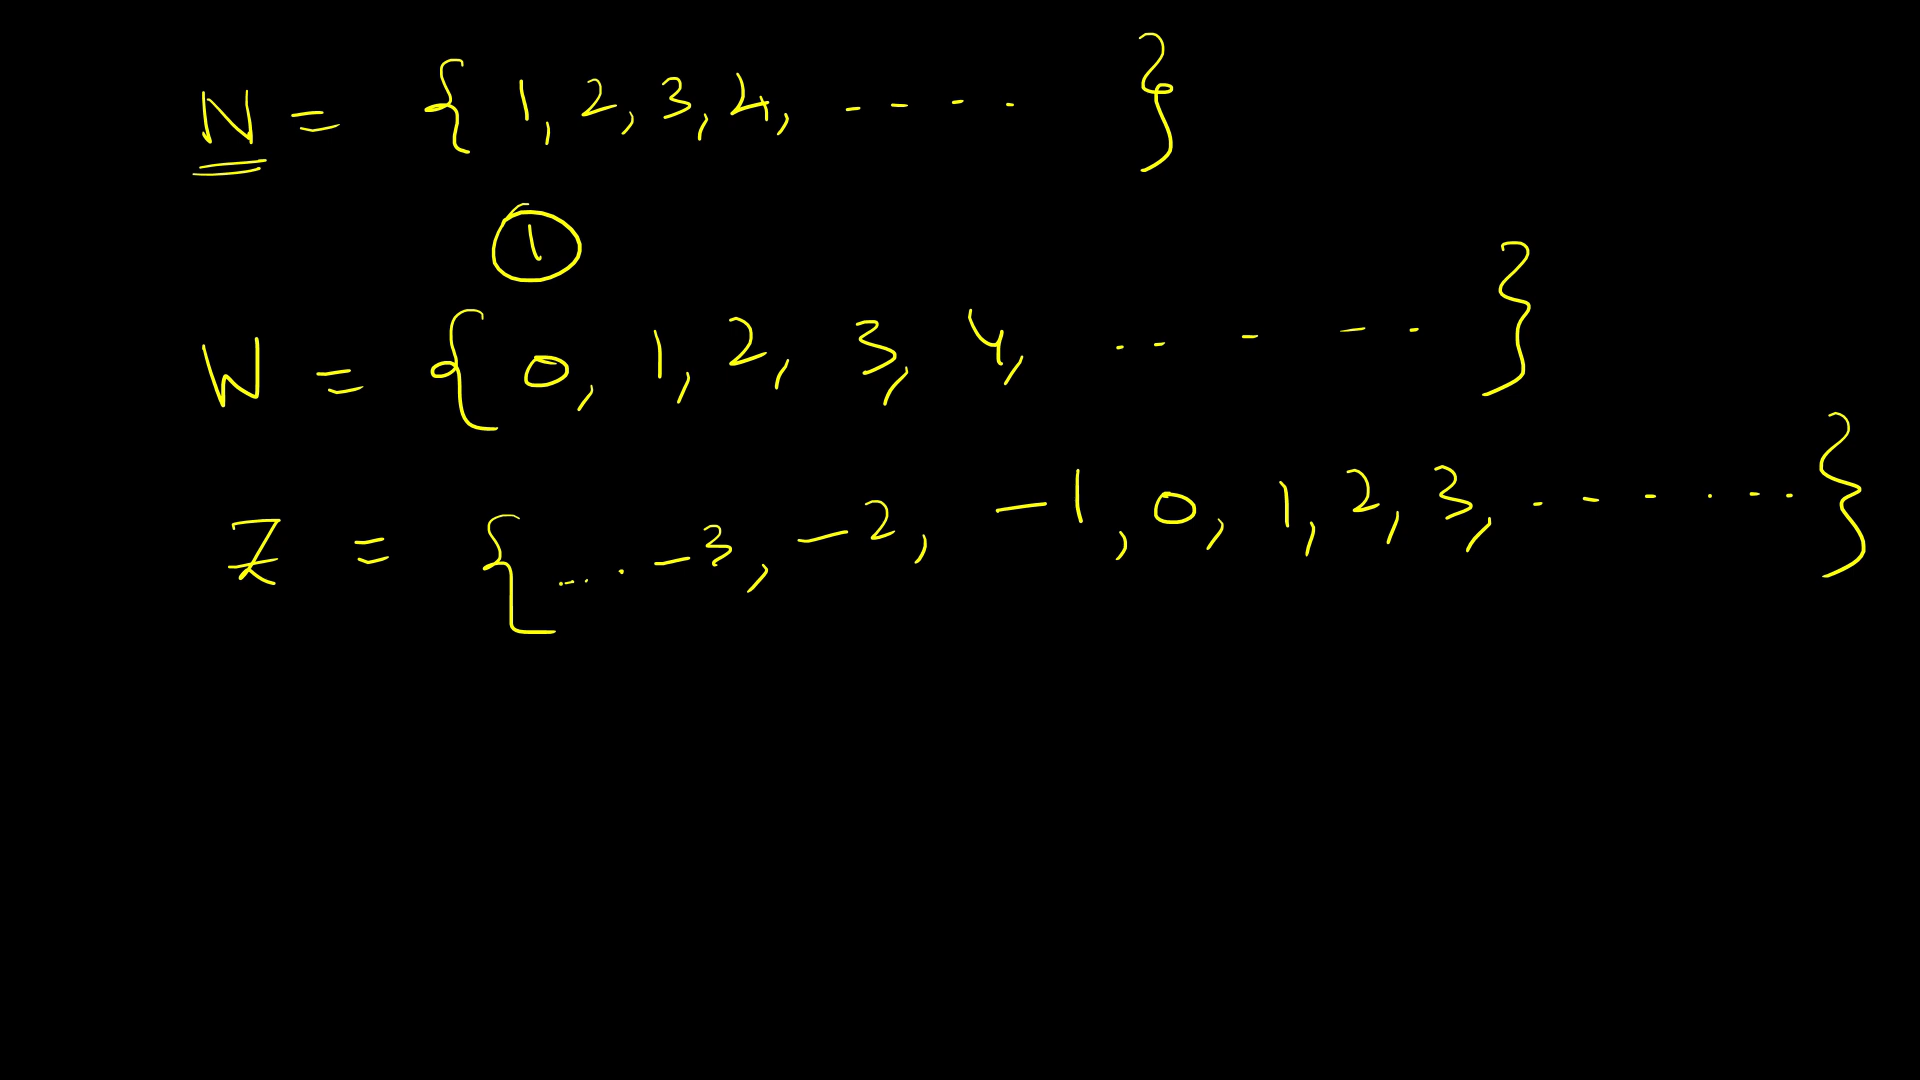 N = { 1, 2, 3, 4, - - - - }
1
W = { 0, 1, 2, 3, 4, - - - - - }
Z = { .... -3, -2, -1, 0, 1, 2, 3, - - - - - - }